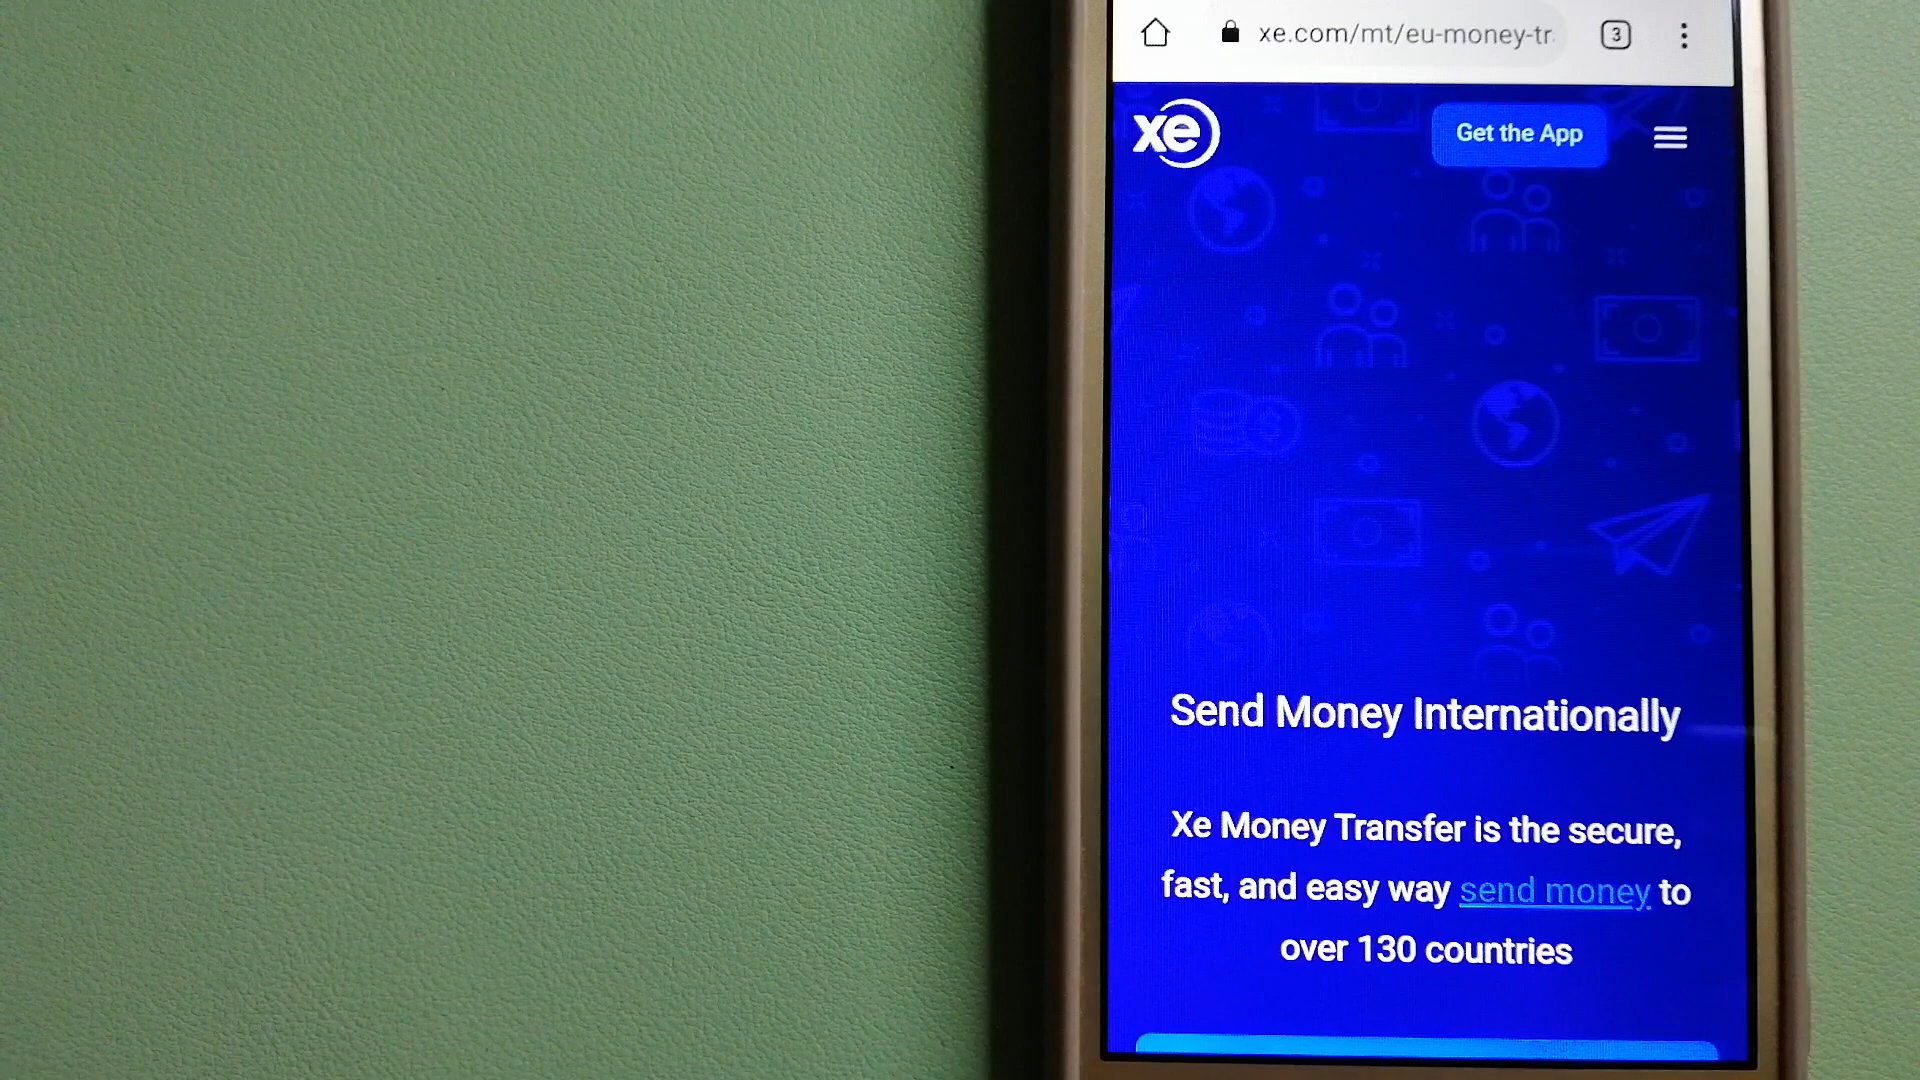 xe.com/mt/eu-money-tr
3
xe
Get the App
Send Money Internationally
Xe Money Transfer is the secure,
fast, and easy way send money to
over 130 countries